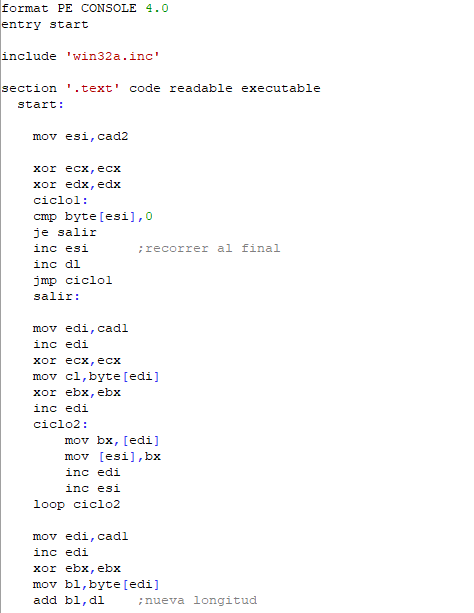 format PE CONSOLE 4.0
entry start
include 'win32a.inc'
section '.text' code readable executable
start:
mov esi,cad2
xor ecx,ecx
xor edx,edx
ciclo1:
cmp byte[esi],0
je salir
inc esi ;recorrer al final
inc dl
jmp ciclo1
salir:
mov edi,cad1
inc edi
xor ecx,ecx
mov cl,byte[edi]
xor ebx,ebx
inc edi
ciclo2:
mov bx,[edi]
mov [esi],bx
inc edi
inc esi
loop ciclo2
mov edi,cad1
inc edi
xor ebx,ebx
mov bl,byte[edi]
add bl,dl ;nueva longitud